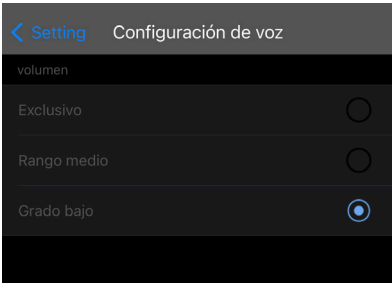 Setting Configuración de voz
volumen
Exclusivo
Rango medio
Grado bajo